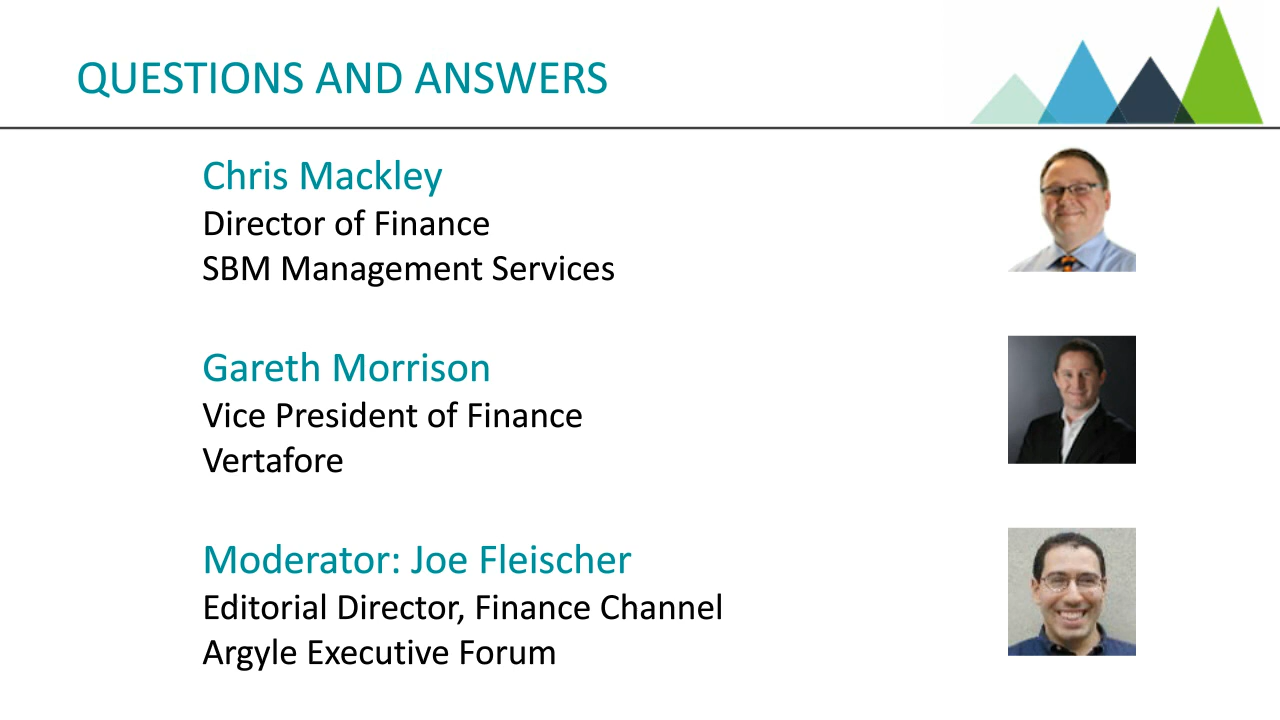 QUESTIONS AND ANSWERS
Chris Mackley
Director of Finance
SBM Management Services
Gareth Morrison
Vice President of Finance
Vertafore
Moderator: Joe Fleischer
Editorial Director, Finance Channel
Argyle Executive Forum